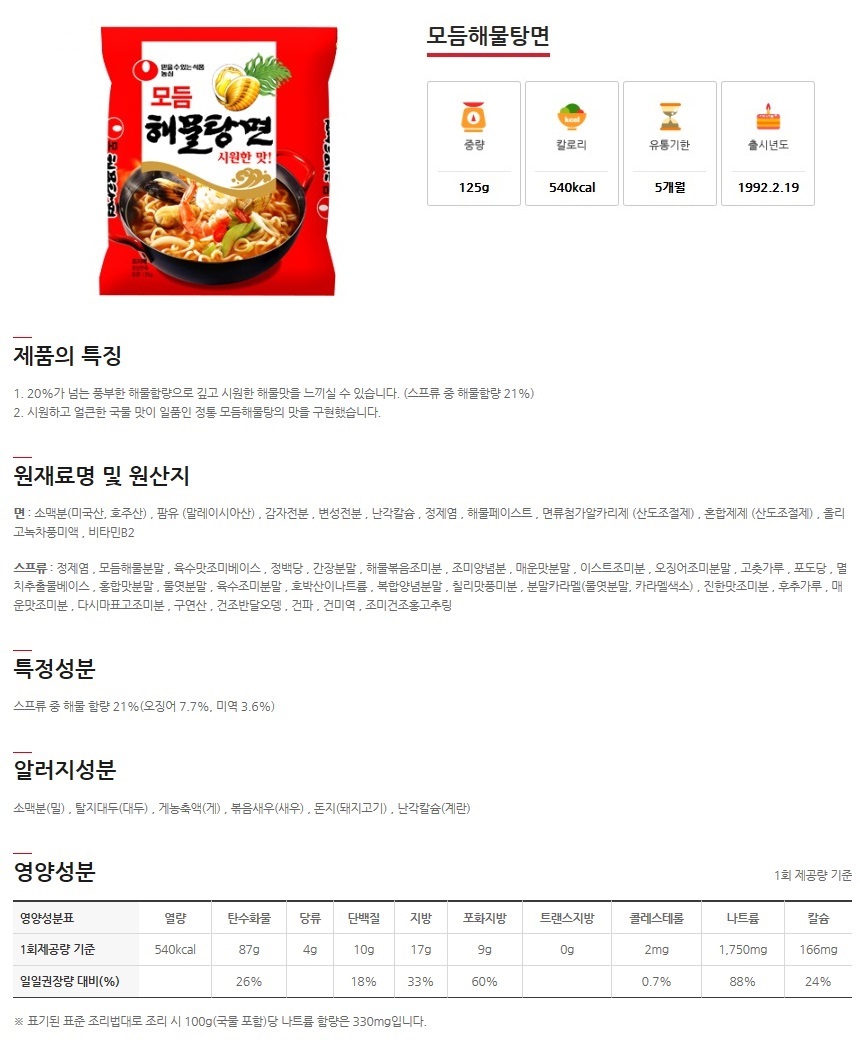 믿을 수 있는 식품
농심
모듬
해물탕면
시원한 맛!
모듬해물탕면
중량
칼로리
유통기한
출시년도
kcal
125g
540kcal
5개월
1992.2.19
제품의 특징
1. 20%가 넘는 풍부한 해물함량으로 깊고 시원한 해물맛을 느끼실 수 있습니다. (스프류 중 해물함량 21%)
2. 시원하고 얼큰한 국물 맛이 일품인 정통 모듬해물탕의 맛을 구현했습니다.
원재료명 및 원산지
면 : 소맥분(미국산, 호주산) , 팜유 (말레이시아산) , 감자전분 , 변성전분 , 난각칼슘 , 정제염 , 해물페이스트 , 면류첨가알카리제 (산도조절제) , 혼합제제 (산도조절제) , 올리
고녹차풍미액 , 비타민B2
스프류 : 정제염 , 모듬해물분말 , 육수맛조미베이스 , 정백당 , 간장분말 , 해물볶음조미분 , 조미양념분 , 매운맛분말 , 이스트조미분 , 오징어조미분말 , 고춧가루 , 포도당 , 멸
치추출물베이스 , 홍합맛분말 , 물엿분말 , 육수조미분말 , 호박산이나트륨 , 복합양념분말 , 칠리맛풍미분 , 분말카라멜(물엿분말, 카라멜색소) , 진한맛조미분 , 후추가루 , 매
운맛조미분 , 다시마표고조미분 , 구연산 , 건조반달오뎅 , 건파 , 건미역 , 조미건조홍고추링
특정성분
스프류 중 해물 함량 21%(오징어 7.7%, 미역 3.6%)
알러지성분
소맥분(밀) , 탈지대두(대두) , 게농축액(게) , 볶음새우(새우) , 돈지(돼지고기) , 난각칼슘(계란)
영양성분
1회 제공량 기준
영양성분표 열량 탄수화물 당류 단백질 지방 포화지방 트랜스지방 콜레스테롤 나트륨 칼슘
1회제공량 기준 540kcal 87g 4g 10g 17g 9g 0g 2mg 1,750mg 166mg
일일권장량 대비(%) 26% 18% 33% 60% 0.7% 88% 24%
※ 표기된 표준 조리법대로 조리 시 100g(국물 포함)당 나트륨 함량은 330mg입니다.